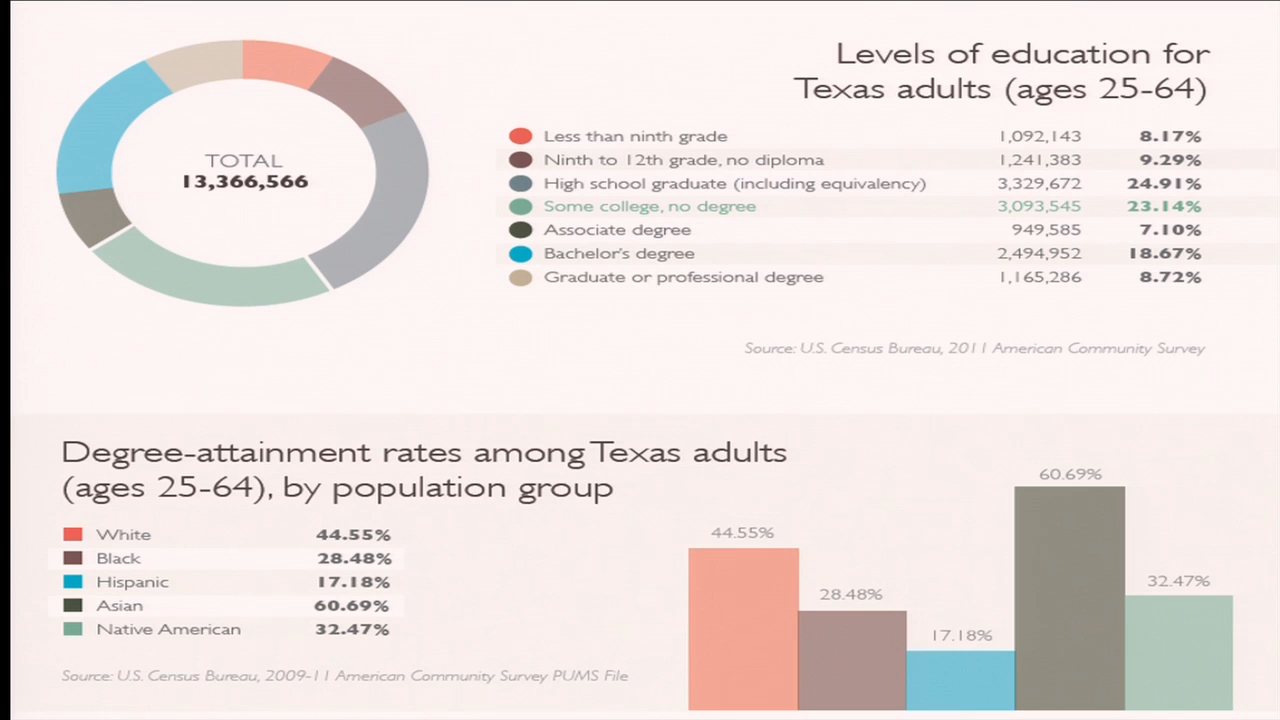 Levels of education for
Texas adults (ages 25-64)
TOTAL
13,366,566
Less than ninth grade 1,092,143 8.17%
Ninth to 12th grade, no diploma 1,241,383 9.29%
High school graduate (including equivalency) 3,329,672 24.91%
Some college, no degree 3,093,545 23.14%
Associate degree 949,585 7.10%
Bachelor's degree 2,494,952 18.67%
Graduate or professional degree 1,165,286 8.72%
Source: U.S. Census Bureau, 2011 American Community Survey
Degree-attainment rates among Texas adults
(ages 25-64), by population group
White 44.55%
Black 28.48%
Hispanic 17.18%
Asian 60.69%
Native American 32.47%
Source: U.S. Census Bureau, 2009-11 American Community Survey PUMS File
44.55%
28.48%
17.18%
60.69%
32.47%